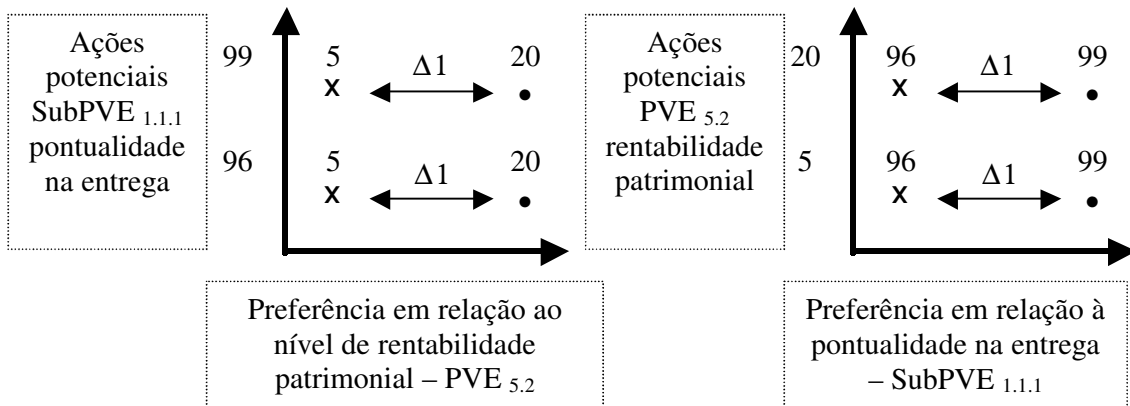 Ações
potenciais
SubPVE 1.1.1
pontualidade
na entrega
99
5
Δ1
20
x
96
5
Δ1
20
x
Preferência em relação ao
nível de rentabilidade
patrimonial – PVE 5.2
Ações
potenciais
PVE 5.2
rentabilidade
patrimonial
20
96
Δ1
99
x
5
96
Δ1
99
x
Preferência em relação à
pontualidade na entrega
– SubPVE 1.1.1